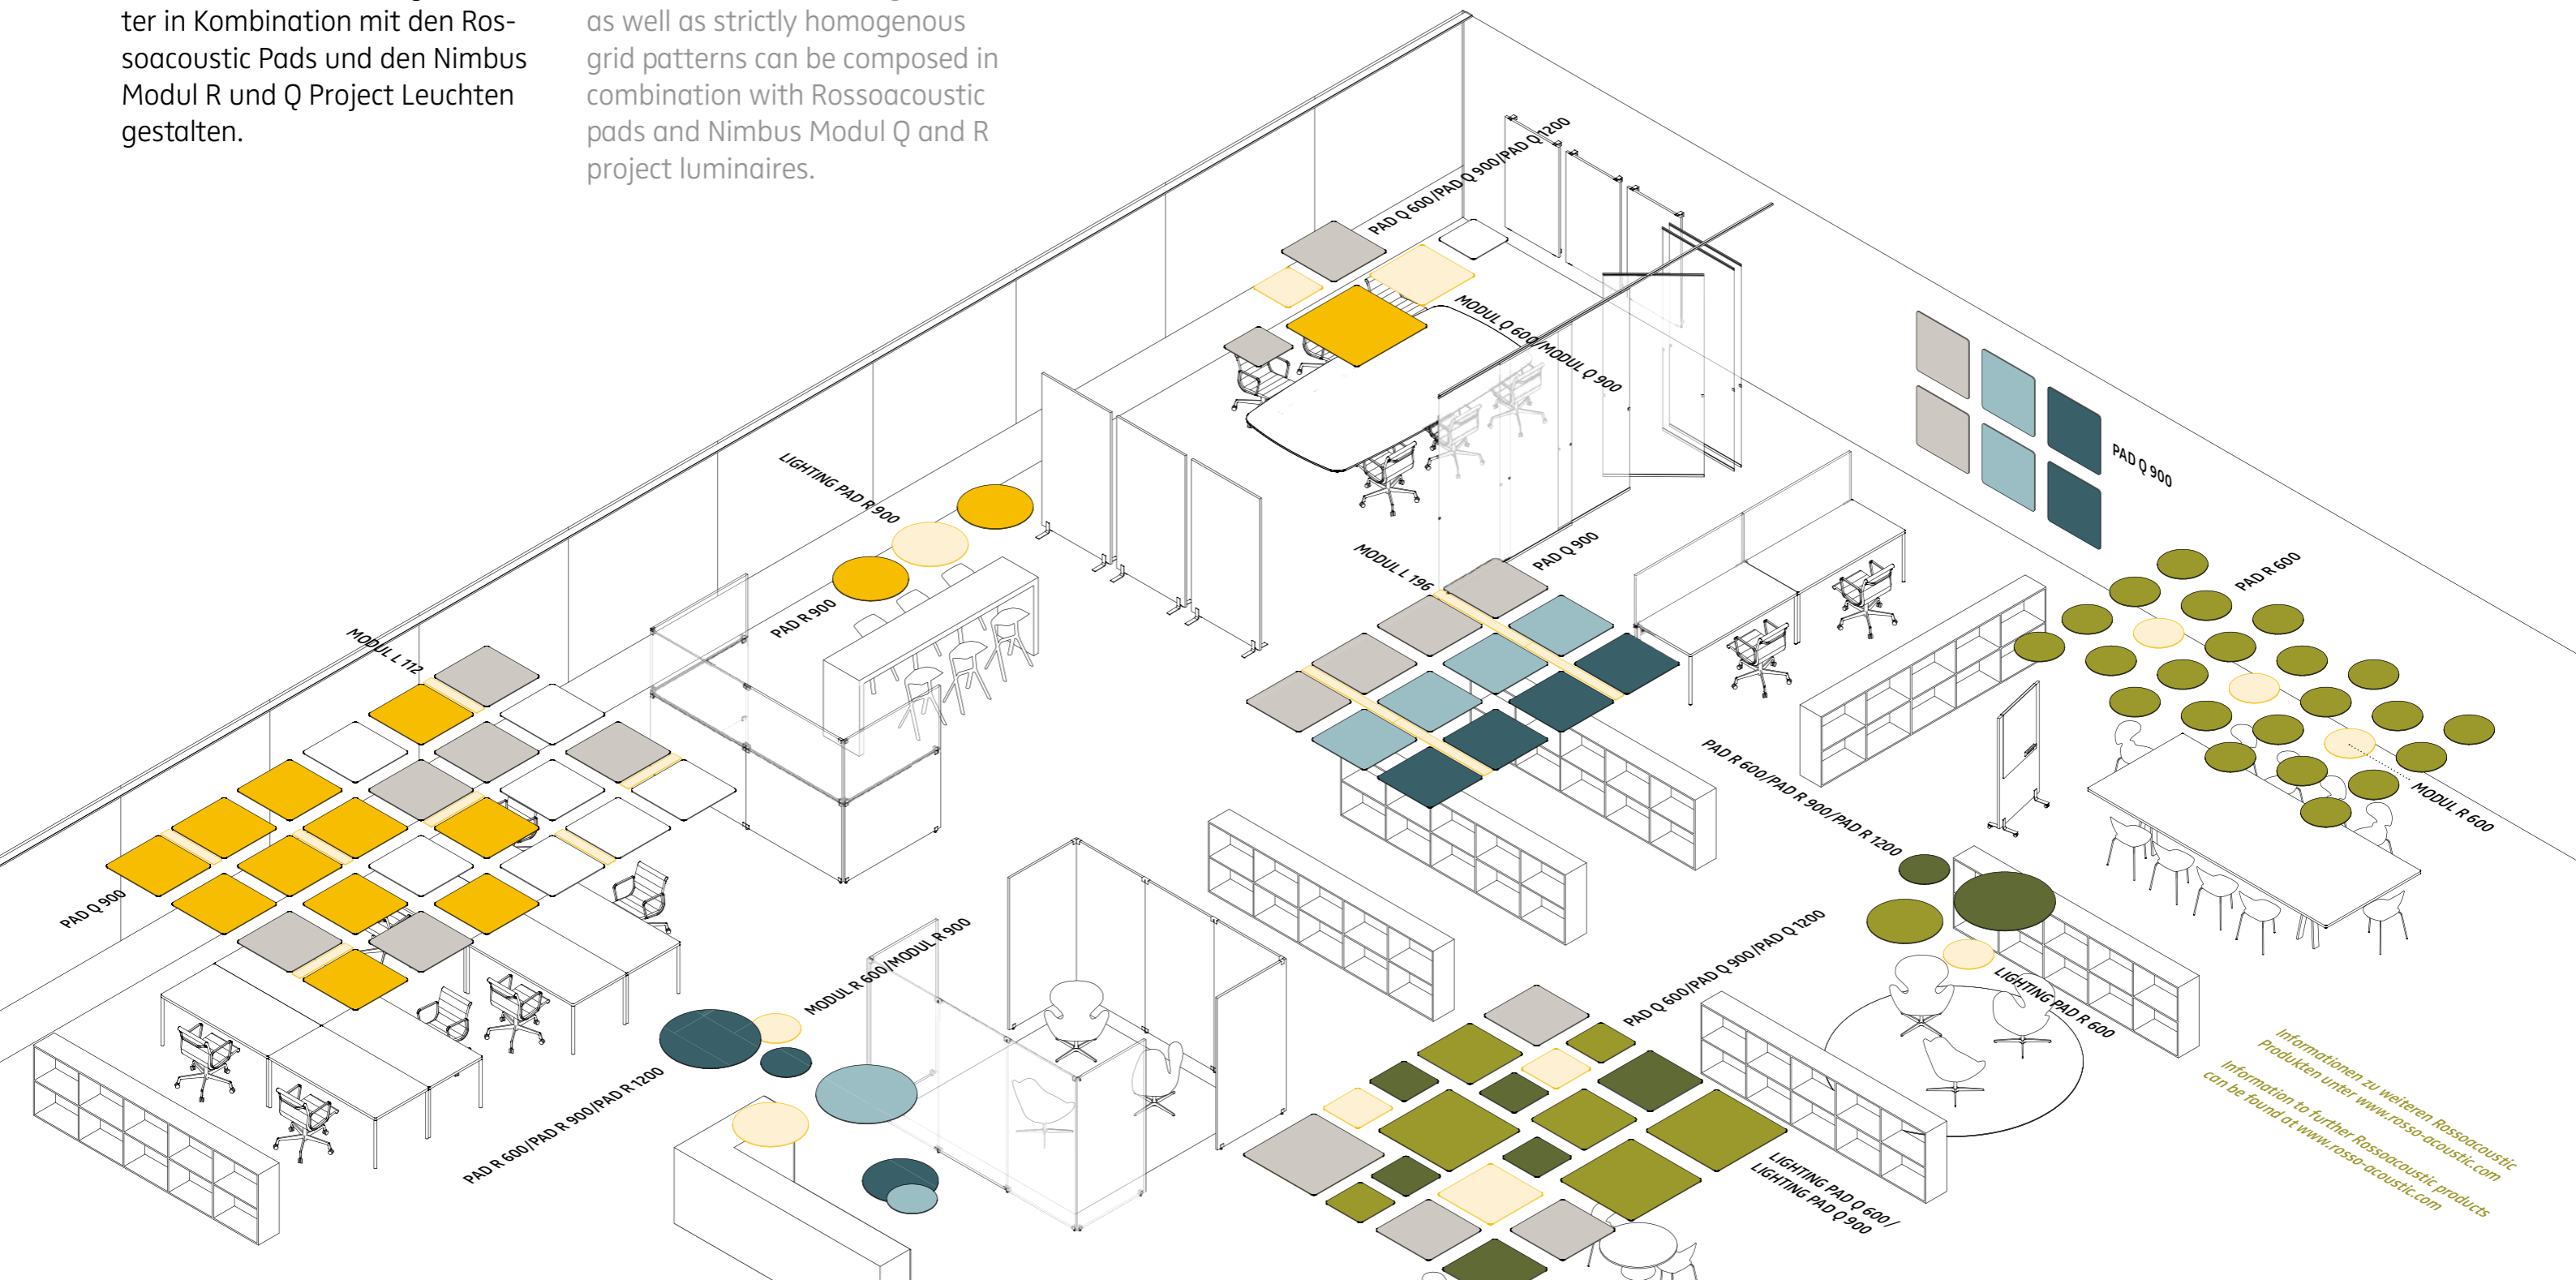 ter in Kombination mit den Ros-
soacoustic Pads und den Nimbus
Modul R und Q Project Leuchten
gestalten.
as well as strictly homogenous
grid patterns can be composed in
combination with Rossoacoustic
pads and Nimbus Modul Q and R
project luminaires.
PAD Q 600/PAD Q 900/PAD Q 1200
MODUL Q 600/MODUL Q 900
PAD Q 900
LIGHTING PAD R 900
PAD R 900
MODUL L 196
PAD Q 900
PAD R 600
MODUL L 112
PAD R 600/PAD R 900/PAD R 1200
MODUL R 600
PAD Q 900
MODUL R 600/MODUL R 900
PAD Q 600/PAD Q 900/PAD Q 1200
LIGHTING PAD R 600
PAD R 600/PAD R 900/PAD R 1200
LIGHTING PAD Q 600/
LIGHTING PAD Q 900
Informationen zu weiteren Rossoacoustic
Produkten unter www.rosso-acoustic.com
Information to further Rossoacoustic products
can be found at www.rosso-acoustic.com